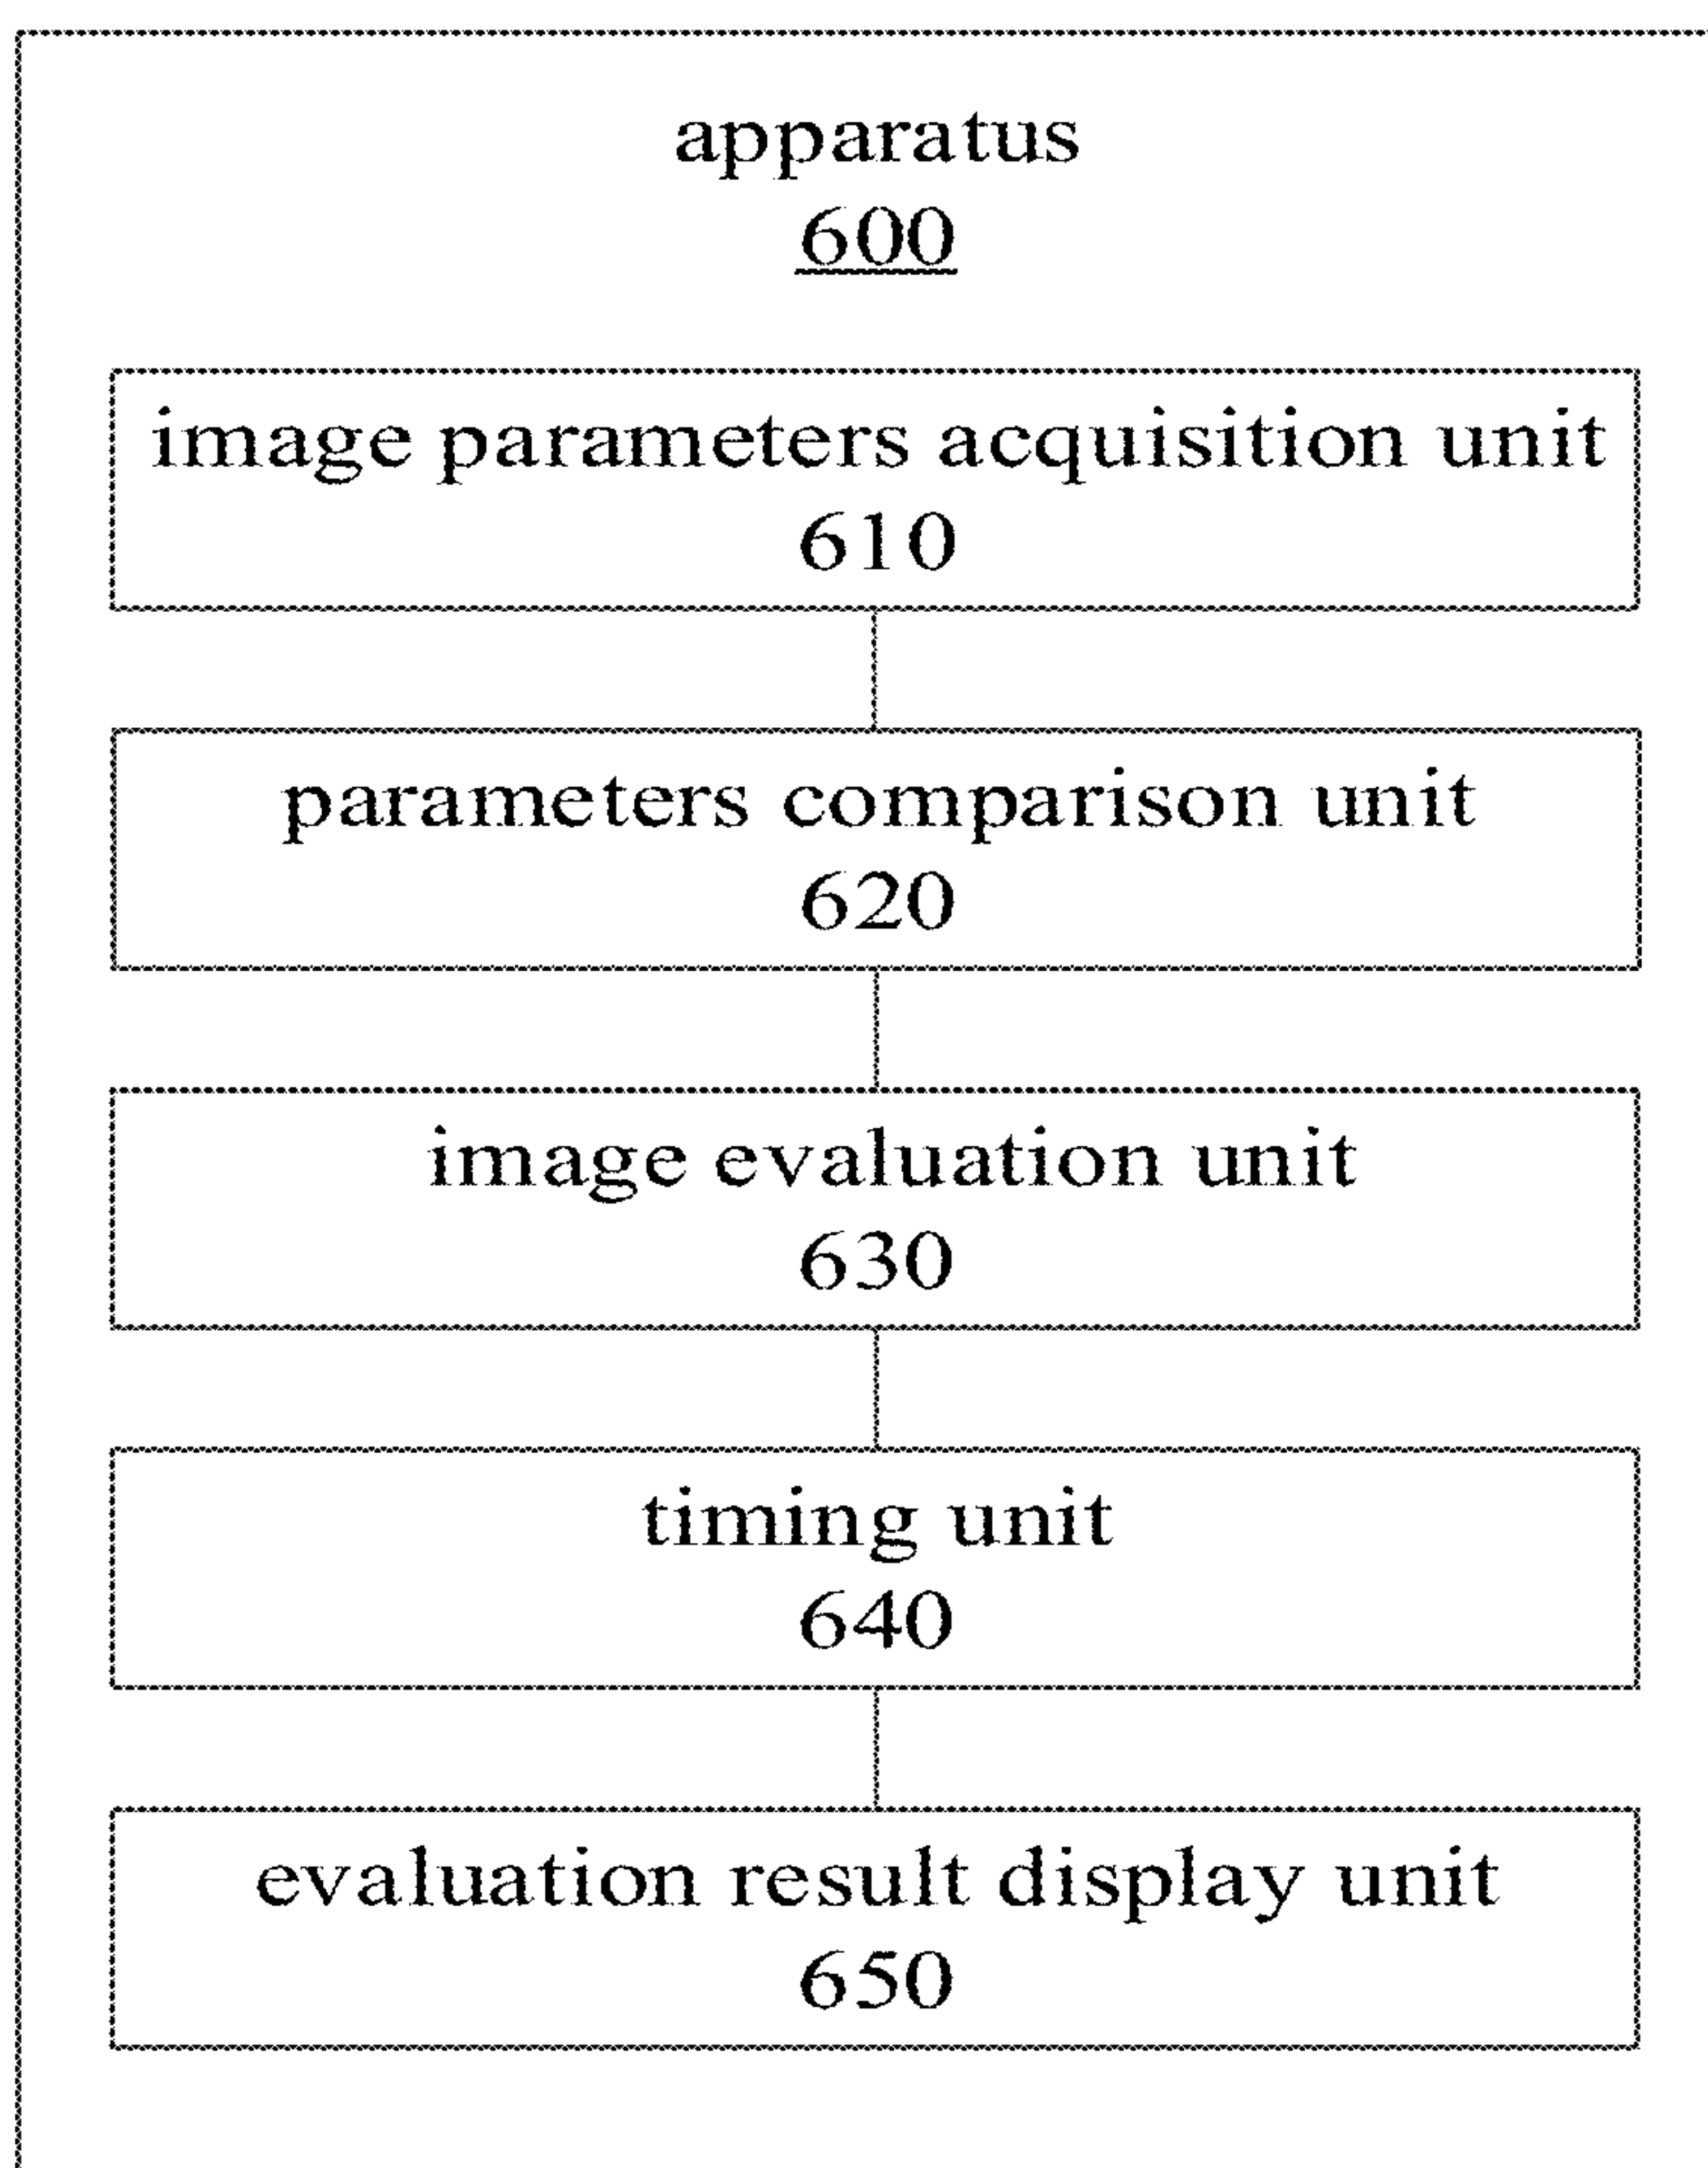 apparatus
600
image parameters acquisition unit
610
parameters comparison unit
620
image evaluation unit
630
timing unit
640
evaluation result display unit
650